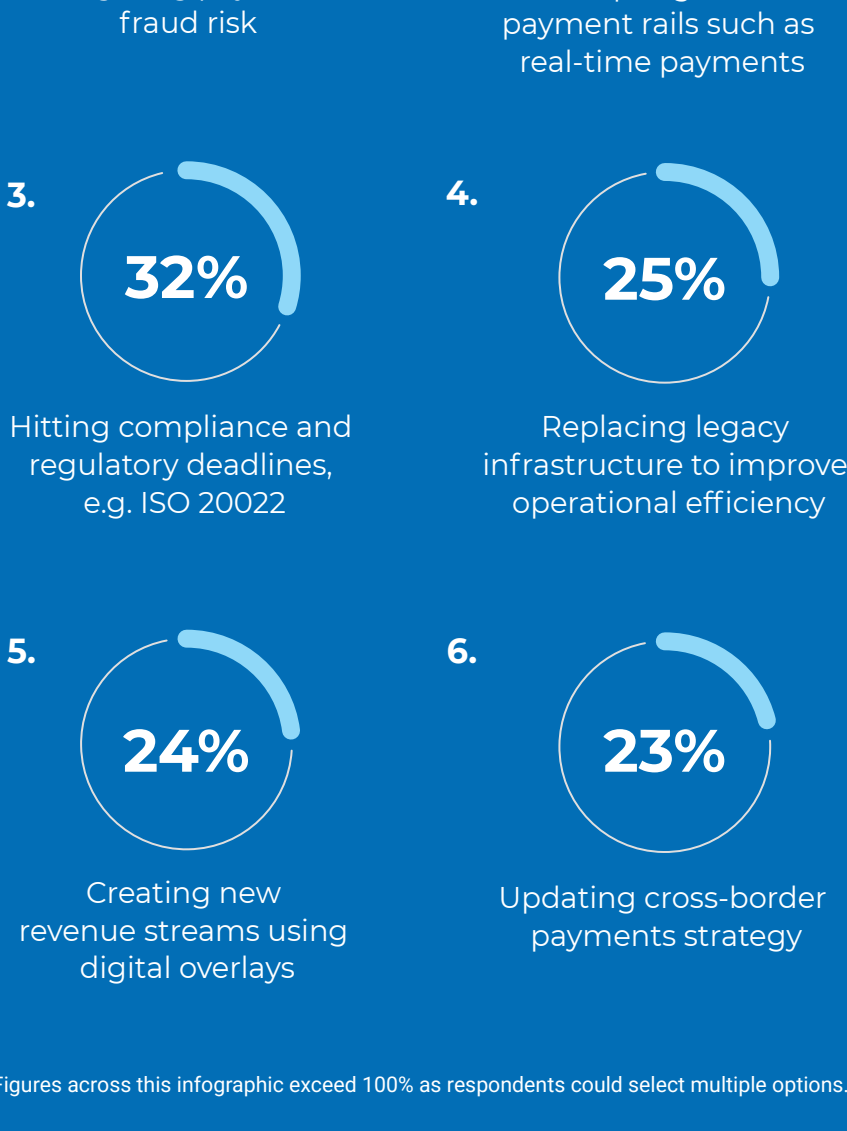 fraud risk
payment rails such as
real-time payments
3.
32%
Hitting compliance and
regulatory deadlines,
e.g. ISO 20022
4.
25%
Replacing legacy
infrastructure to improve
operational efficiency
5.
24%
Creating new
revenue streams using
digital overlays
6.
23%
Updating cross-border
payments strategy
Figures across this infographic exceed 100% as respondents could select multiple options.